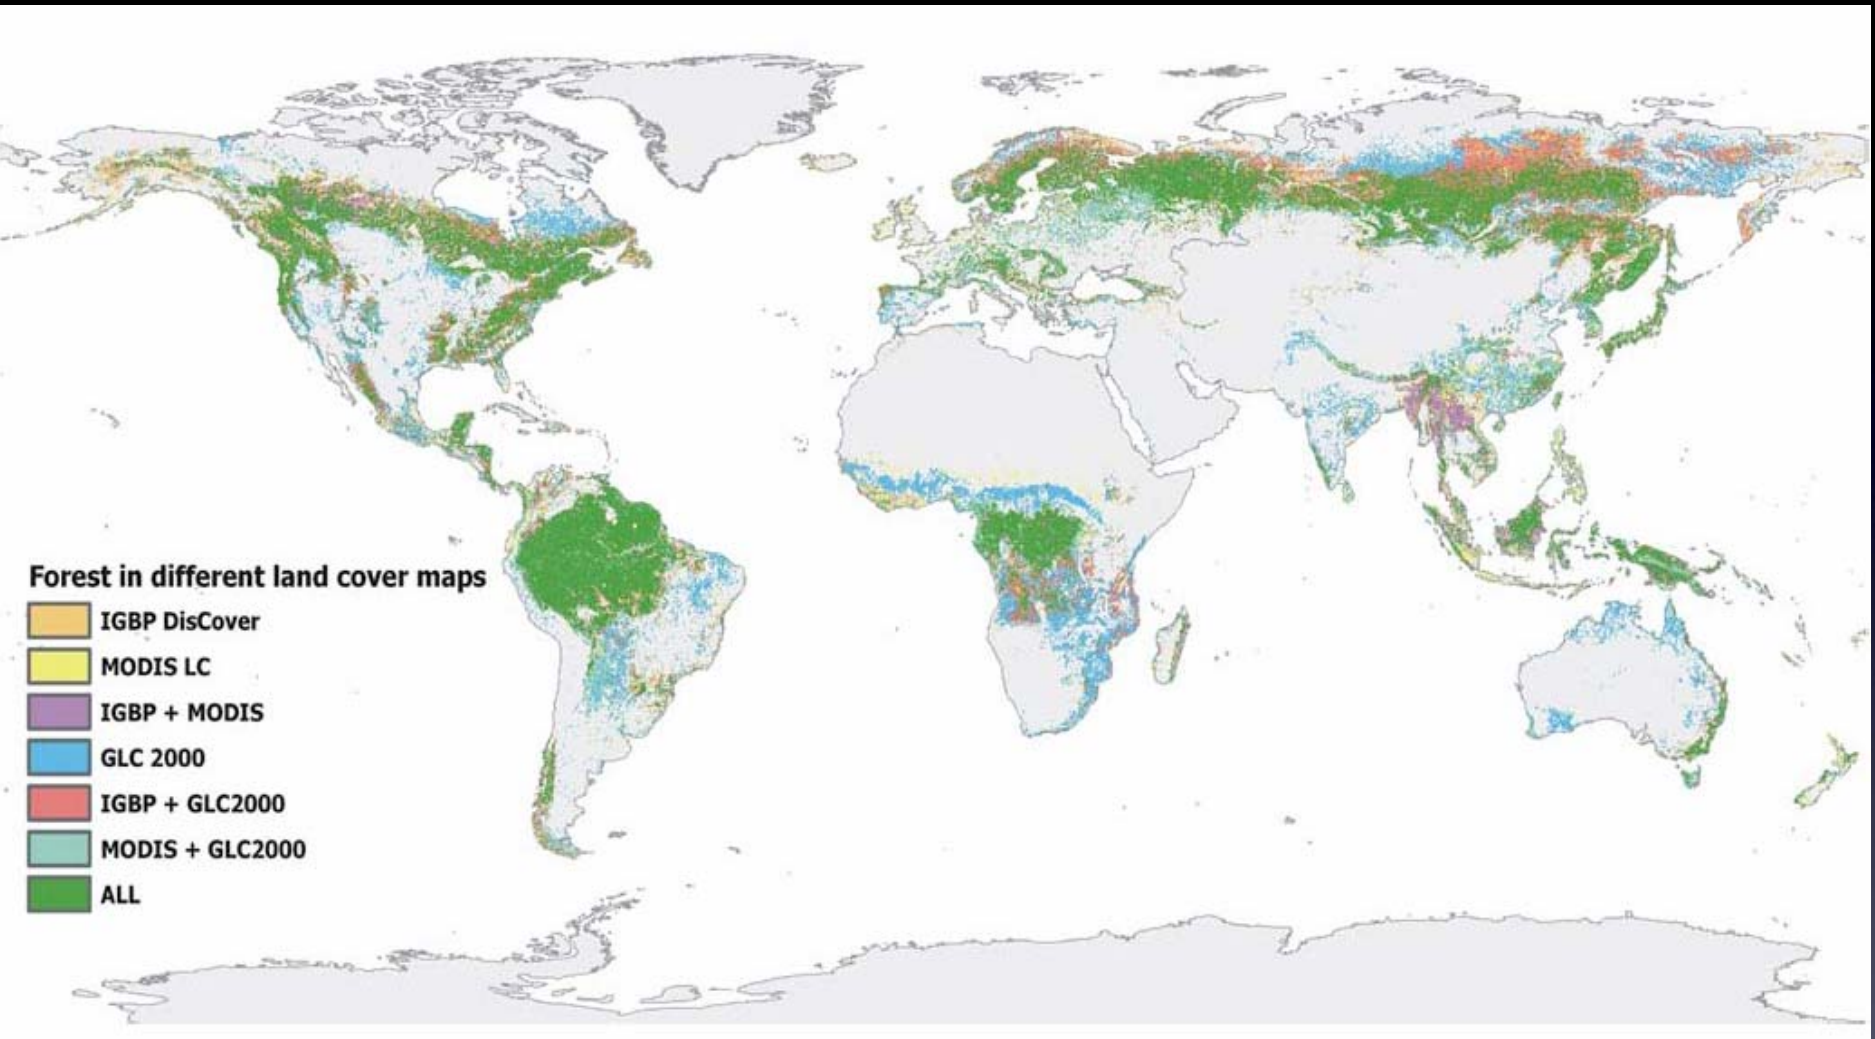 Forest in different land cover maps
IGBP DisCover
MODIS LC
IGBP + MODIS
GLC 2000
IGBP + GLC2000
MODIS + GLC2000
ALL